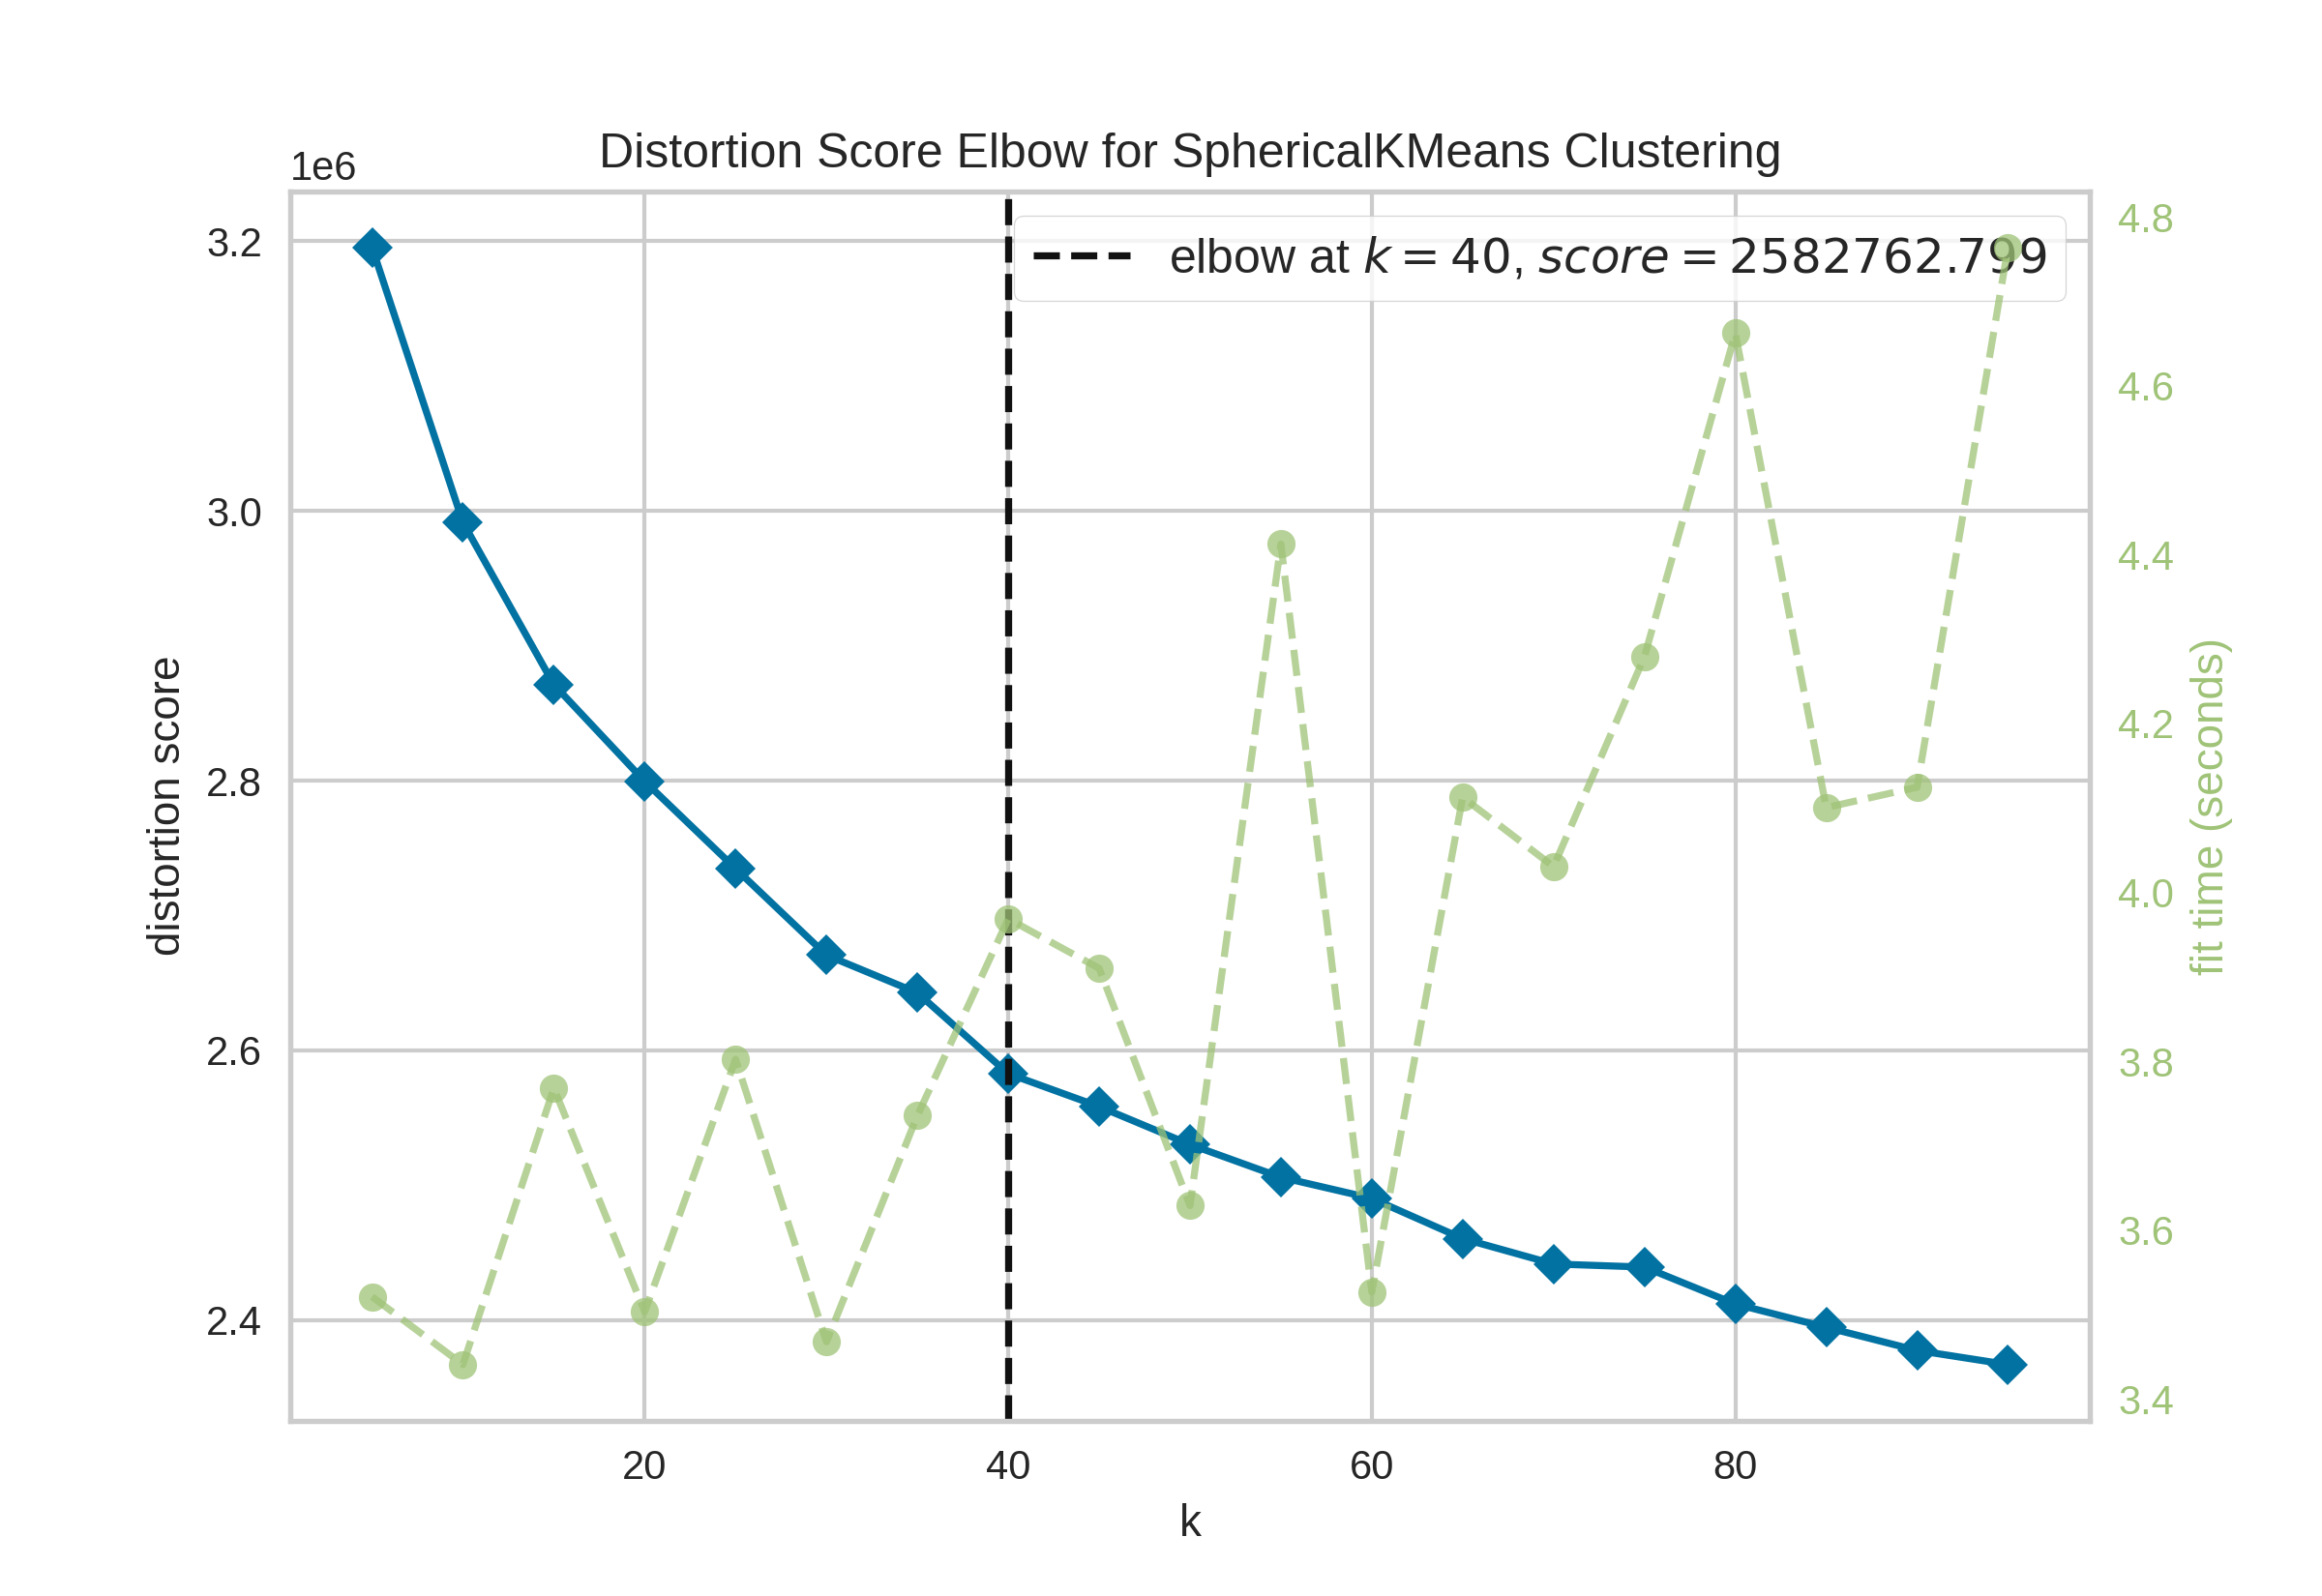 Distortion Score Elbow for SphericalKMeans Clustering
1e6
elbow at k = 40, score = 2582762.799
3.2
3.0
2.8
2.6
2.4
distortion score
4.8
4.6
4.4
4.2
4.0
3.8
3.6
3.4
fit time (seconds)
20
40
60
80
k